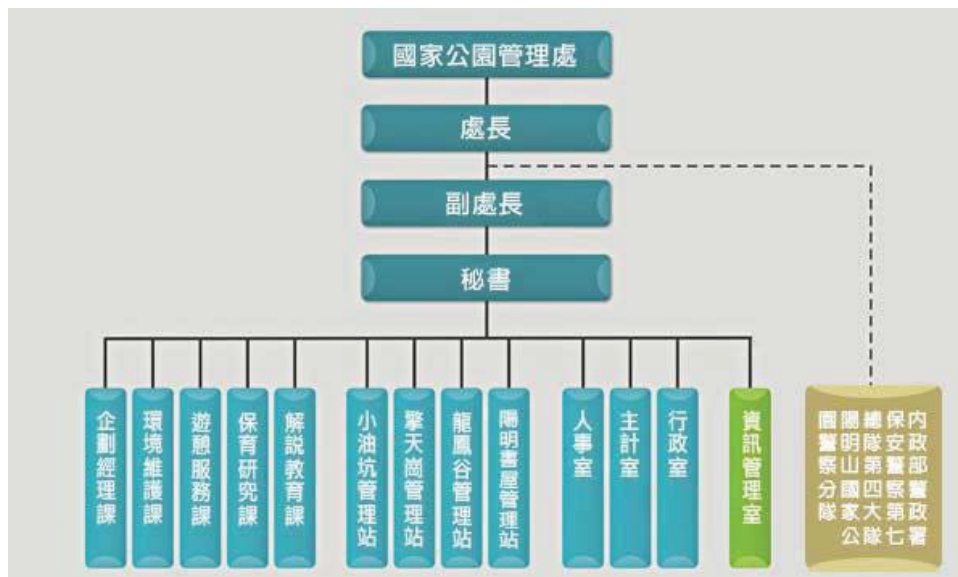 國家公園管理處
處長
副處長
秘書
企劃經理課
環境維護課
遊憩服務課
保育研究課
解說教育課
小油坑管理站
擎天崗管理站
龍鳳谷管理站
陽明書屋管理站
人事室
主計室
行政室
資訊管理室
內政部警政署
保安警察第七
總隊第四大隊
陽明山國家公
園警察分隊